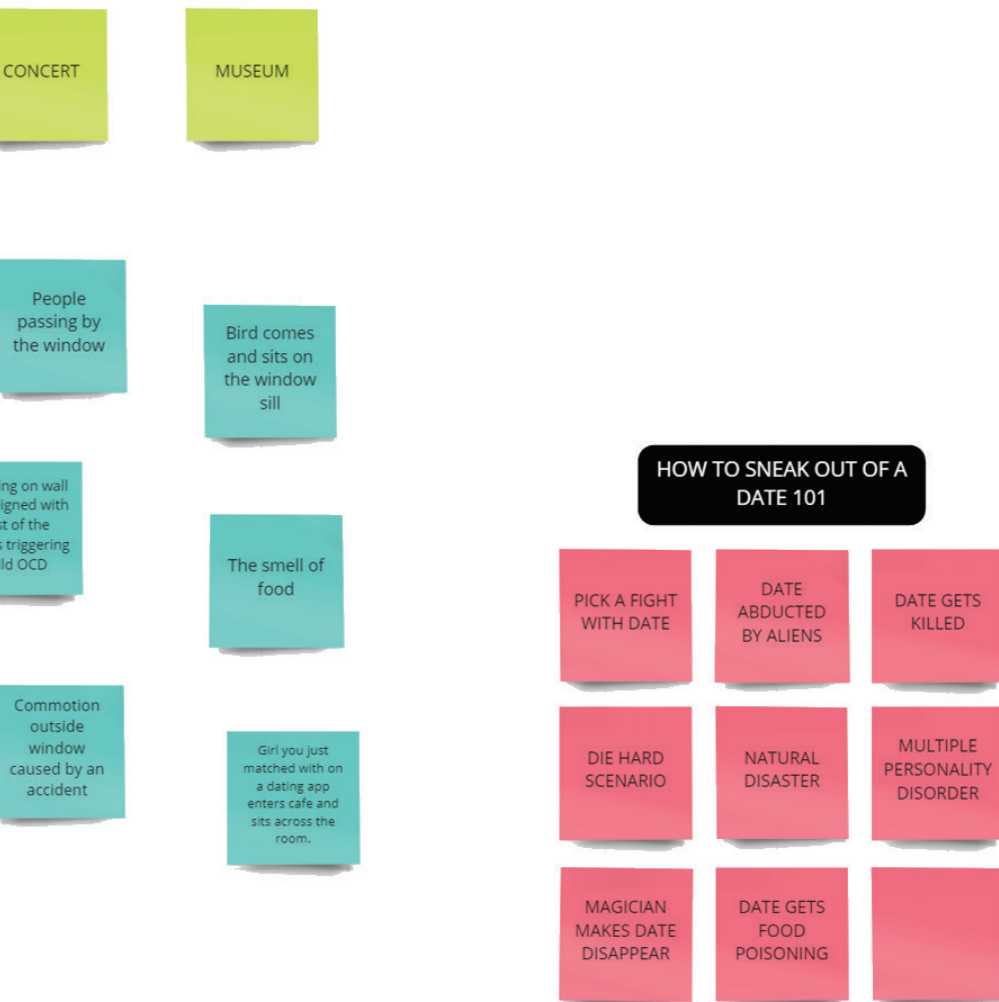 CONCERT
MUSEUM
People
passing by
the window
Bird comes
and sits on
the window
sill
ing on wall
igned with
st of the
s triggering
ld OCD
The smell of
food
Commotion
outside
window
caused by an
accident
Girl you just
matched with on
a dating app
enters cafe and
sits across the
room.
HOW TO SNEAK OUT OF A
DATE 101
PICK A FIGHT
WITH DATE
DATE
ABDUCTED
BY ALIENS
DATE GETS
KILLED
DIE HARD
SCENARIO
NATURAL
DISASTER
MULTIPLE
PERSONALITY
DISORDER
MAGICIAN
MAKES DATE
DISAPPEAR
DATE GETS
FOOD
POISONING